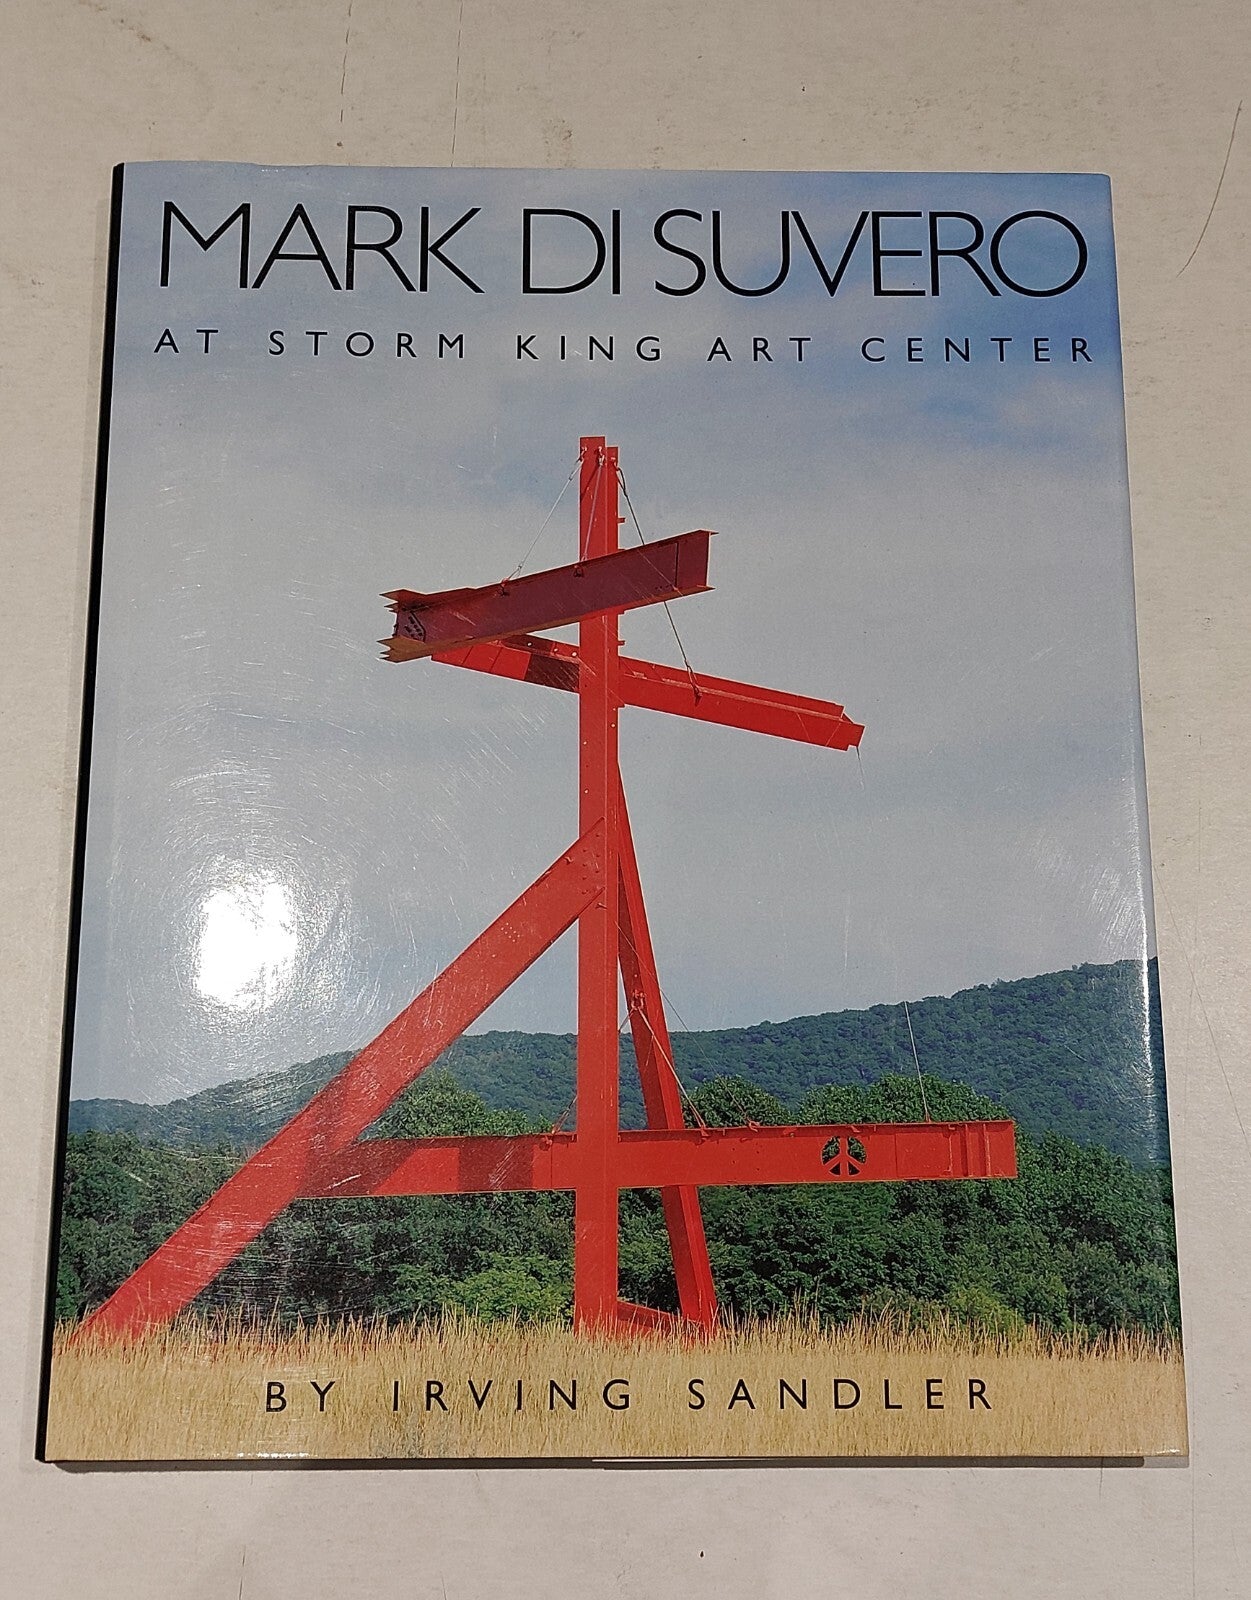 MARK DI SUVERO
AT STORM KING ART CENTER
BY IRVING SANDLER